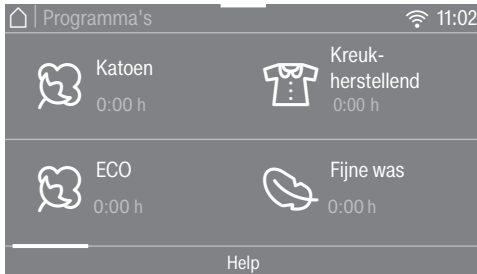 Programma's 11:02
Katoen
0:00 h
Kreuk-
herstellend
0:00 h
ECO
0:00 h
Fijne was
0:00 h
Help